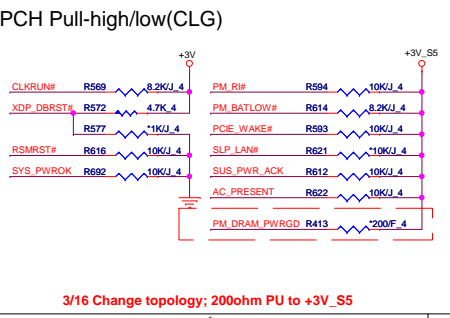 PCH Pull-high/low(CLG)
+3V
+3V_S5
CLKRUN# R569 8.2K/J_4 PM_RI# R594 10K/J_4
XDP_DBRST# R572 4.7K_4 PM_BATLOW# R614 8.2K/J_4
R577 *1K/J_4 PCIE_WAKE# R593 10K/J_4
RSMRST# R616 10K/J_4 SLP_LAN# R621 *10K/J_4
SYS_PWROK R692 10K/J_4 SUS_PWR_ACK R612 10K/J_4
AC_PRESENT R622 10K/J_4
PM_DRAM_PWRGD R413 *200/F_4
3/16 Change topology; 200ohm PU to +3V_S5